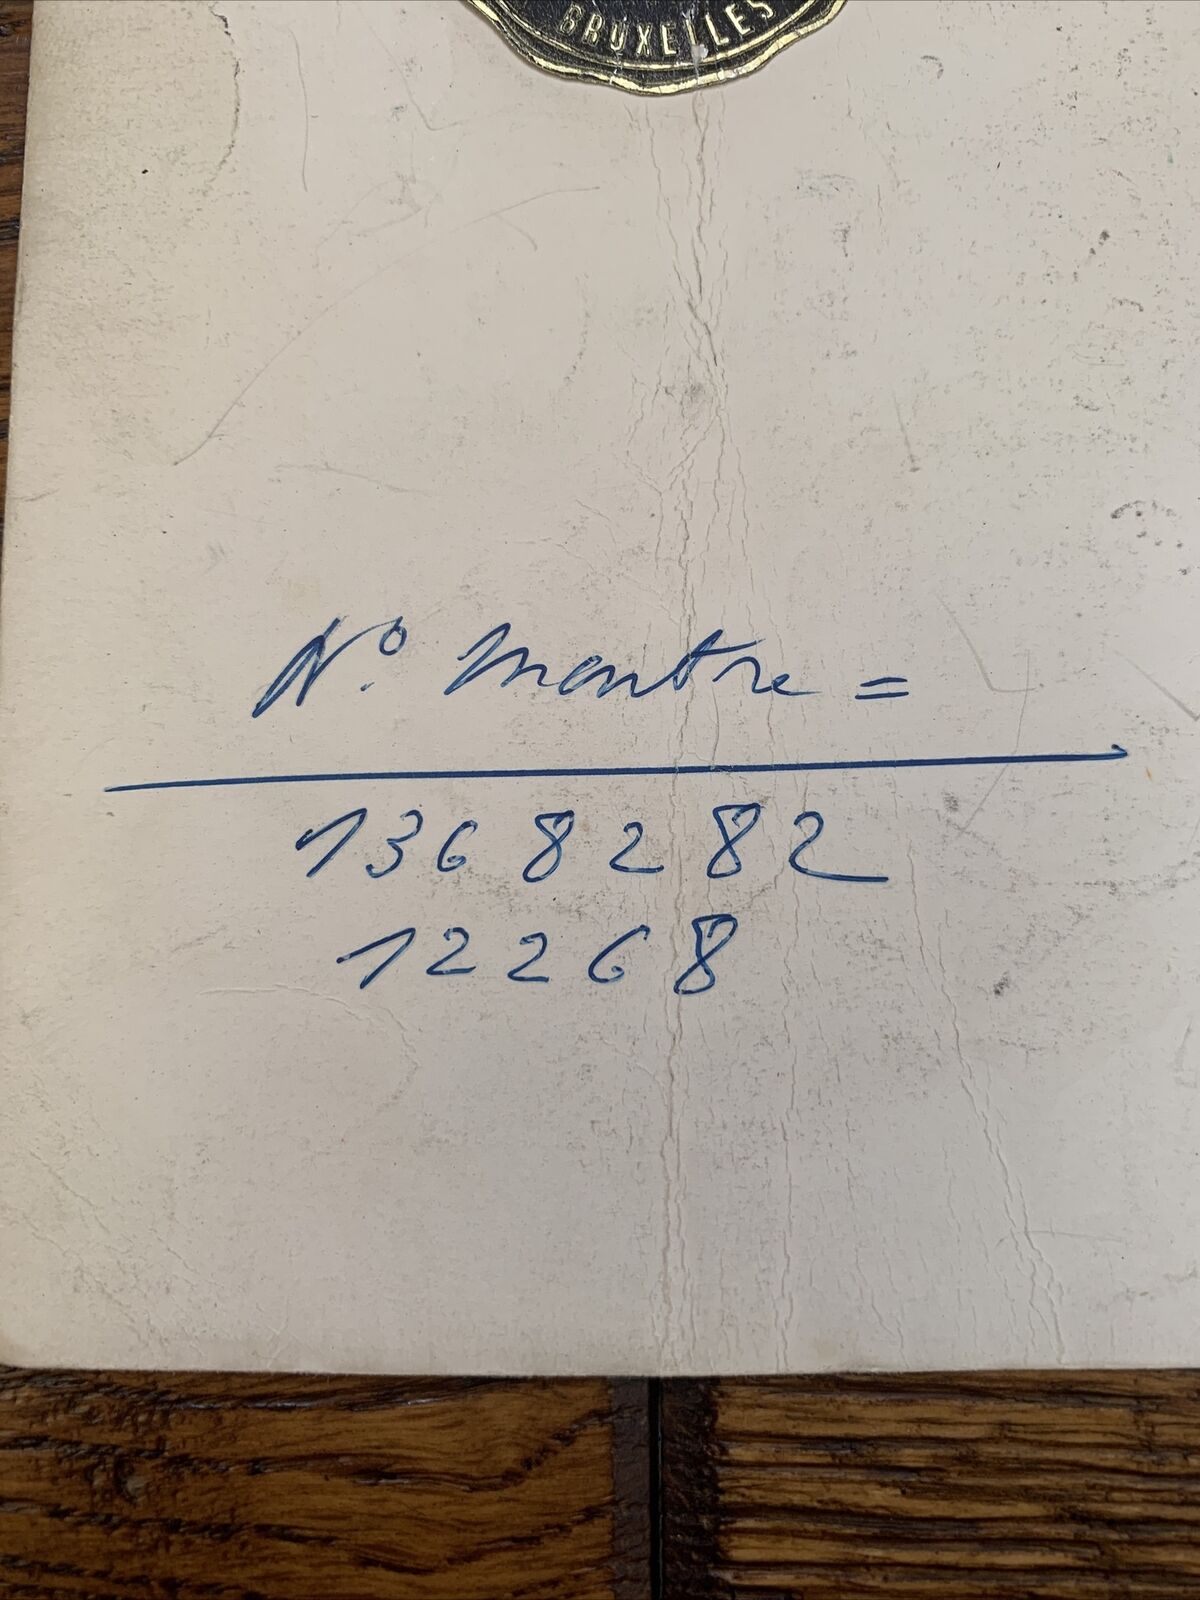 BRUXELLES
N° montre =
1368282
12268